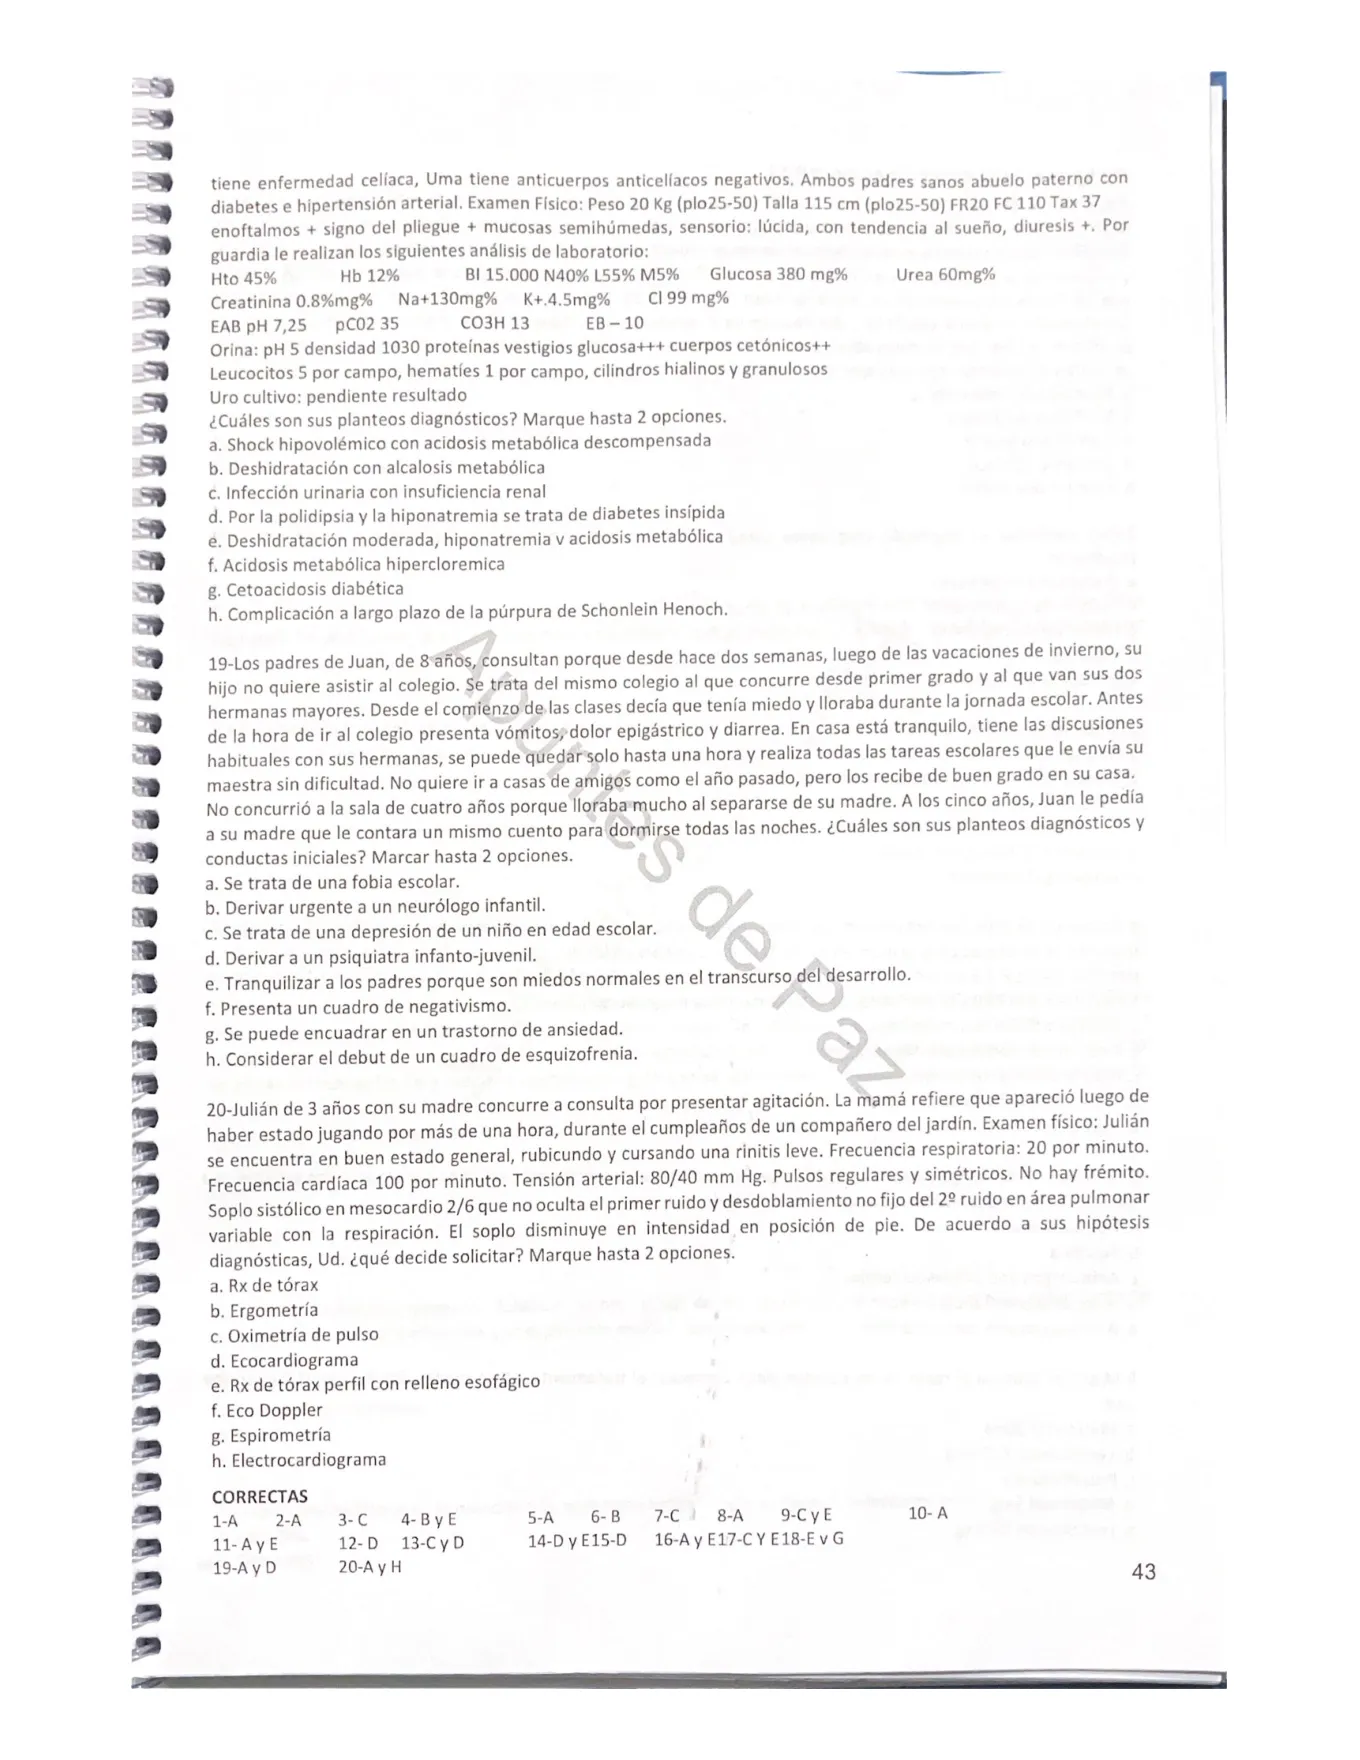 tiene enfermedad celíaca, Uma tiene anticuerpos anticelíacos negativos. Ambos padres sanos abuelo paterno con
diabetes e hipertensión arterial. Examen Físico: Peso 20 Kg (plo25-50) Talla 115 cm (plo25-50) FR20 FC 110 Tax 37
enoftalmos + signo del pliegue + mucosas semihúmedas, sensorio: lúcida, con tendencia al sueño, diuresis +. Por
guardia le realizan los siguientes análisis de laboratorio:
Hto 45% Hb 12% Bl 15.000 N40% L55% M5% Glucosa 380 mg% Urea 60mg%
Creatinina 0.8%mg% Na+130mg% K+.4.5mg% Cl 99 mg%
EAB pH 7,25 pC02 35 CO3H 13 EB – 10
Orina: pH 5 densidad 1030 proteínas vestigios glucosa+++ cuerpos cetónicos++
Leucocitos 5 por campo, hematíes 1 por campo, cilindros hialinos y granulosos
Uro cultivo: pendiente resultado
¿Cuáles son sus planteos diagnósticos? Marque hasta 2 opciones.
a. Shock hipovolémico con acidosis metabólica descompensada
b. Deshidratación con alcalosis metabólica
c. Infección urinaria con insuficiencia renal
d. Por la polidipsia y la hiponatremia se trata de diabetes insípida
e. Deshidratación moderada, hiponatremia v acidosis metabólica
f. Acidosis metabólica hipercloremica
g. Cetoacidosis diabética
h. Complicación a largo plazo de la púrpura de Schonlein Henoch.
19-Los padres de Juan, de 8 años, consultan porque desde hace dos semanas, luego de las vacaciones de invierno, su
hijo no quiere asistir al colegio. Se trata del mismo colegio al que concurre desde primer grado y al que van sus dos
hermanas mayores. Desde el comienzo de las clases decía que tenía miedo y lloraba durante la jornada escolar. Antes
de la hora de ir al colegio presenta vómitos, dolor epigástrico y diarrea. En casa está tranquilo, tiene las discusiones
habituales con sus hermanas, se puede quedar solo hasta una hora y realiza todas las tareas escolares que le envía su
maestra sin dificultad. No quiere ir a casas de amigos como el año pasado, pero los recibe de buen grado en su casa.
No concurrió a la sala de cuatro años porque lloraba mucho al separarse de su madre. A los cinco años, Juan le pedía
a su madre que le contara un mismo cuento para dormirse todas las noches. ¿Cuáles son sus planteos diagnósticos y
conductas iniciales? Marcar hasta 2 opciones.
a. Se trata de una fobia escolar.
b. Derivar urgente a un neurólogo infantil.
c. Se trata de una depresión de un niño en edad escolar.
d. Derivar a un psiquiatra infanto-juvenil.
e. Tranquilizar a los padres porque son miedos normales en el transcurso del desarrollo.
f. Presenta un cuadro de negativismo.
g. Se puede encuadrar en un trastorno de ansiedad.
h. Considerar el debut de un cuadro de esquizofrenia.
Apuntes de Paz
20-Julián de 3 años con su madre concurre a consulta por presentar agitación. La mamá refiere que apareció luego de
haber estado jugando por más de una hora, durante el cumpleaños de un compañero del jardín. Examen físico: Julián
se encuentra en buen estado general, rubicundo y cursando una rinitis leve. Frecuencia respiratoria: 20 por minuto.
Frecuencia cardíaca 100 por minuto. Tensión arterial: 80/40 mm Hg. Pulsos regulares y simétricos. No hay frémito.
Soplo sistólico en mesocardio 2/6 que no oculta el primer ruido y desdoblamiento no fijo del 2º ruido en área pulmonar
variable con la respiración. El soplo disminuye en intensidad en posición de pie. De acuerdo a sus hipótesis
diagnósticas, Ud. ¿qué decide solicitar? Marque hasta 2 opciones.
a. Rx de tórax
b. Ergometría
c. Oximetría de pulso
d. Ecocardiograma
e. Rx de tórax perfil con relleno esofágico
f. Eco Doppler
g. Espirometría
h. Electrocardiograma
CORRECTAS
1-A 2-A 3- C 4- B y E 5-A 6- B 7-C 8-A 9-C y E 10- A
11- A y E 12- D 13-C y D 14-D y E15-D 16-A y E17-C Y E18-E v G
19-A y D 20-A y H
43